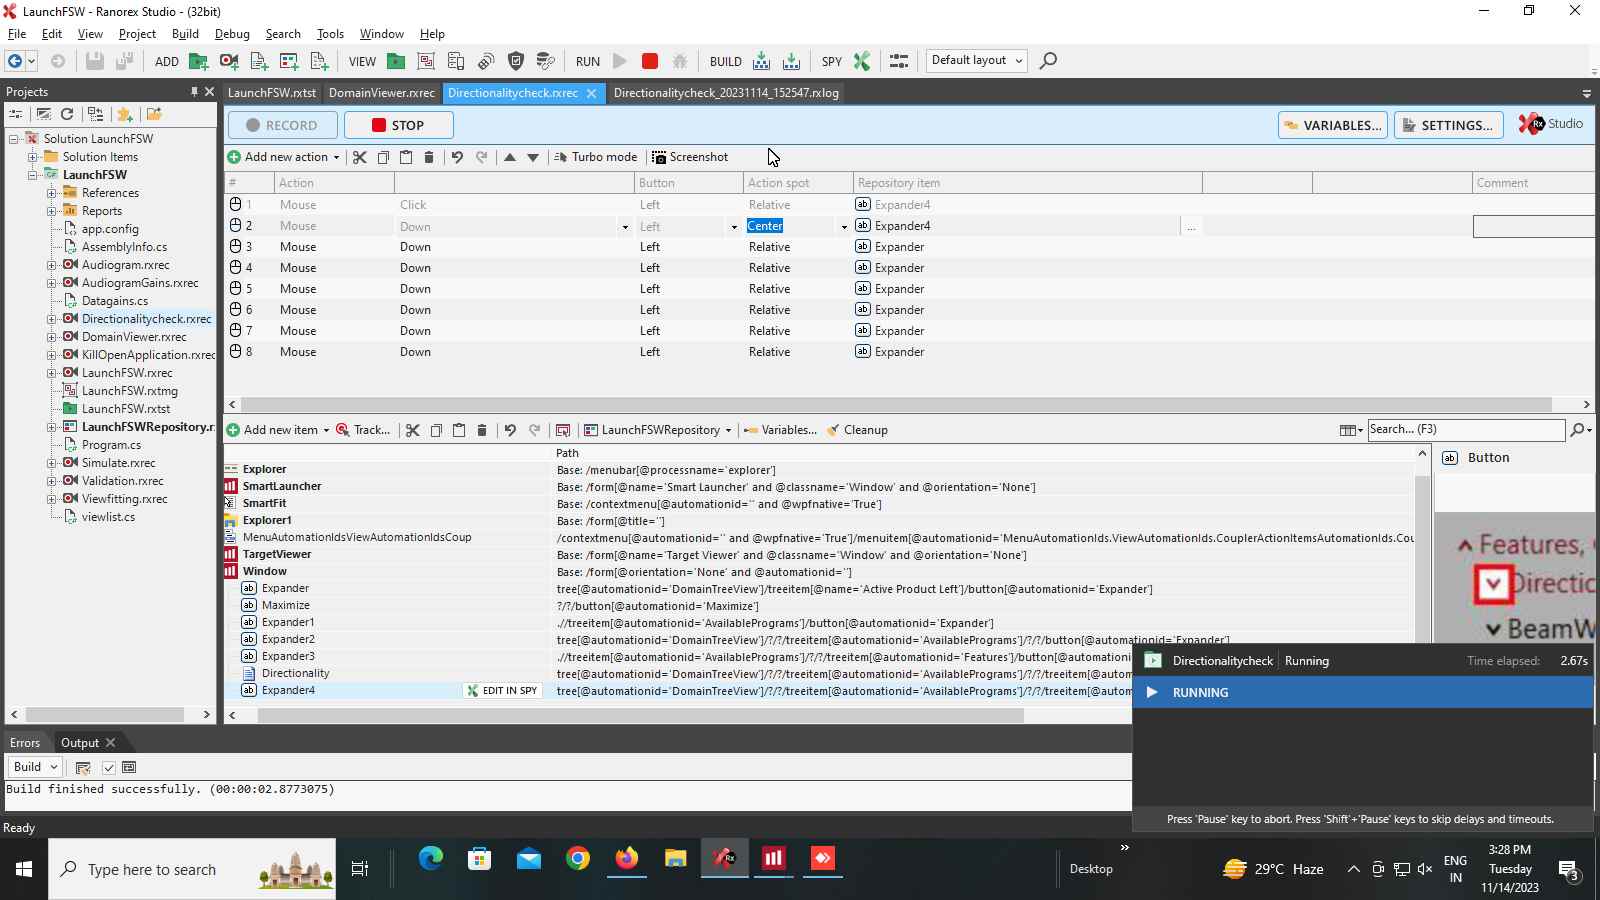 LaunchFSW - Ranorex Studio - (32bit)
File Edit View Project Build Debug Search Tools Window Help
ADD VIEW RUN BUILD SPY Default layout
Projects
LaunchFSW.rxtst DomainViewer.rxrec Directionalitycheck.rxrec Directionalitycheck_20231114_152547.rxlog
RECORD STOP VARIABLES... SETTINGS... Rx Studio
Add new action Turbo mode Screenshot
# Action Button Action spot Repository item Comment
1 Mouse Click Left Relative Expander4
2 Mouse Down Left Center Expander4 ...
3 Mouse Down Left Relative Expander
4 Mouse Down Left Relative Expander
5 Mouse Down Left Relative Expander
6 Mouse Down Left Relative Expander
7 Mouse Down Left Relative Expander
8 Mouse Down Left Relative Expander
Solution LaunchFSW
Solution Items
LaunchFSW
References
Reports
app.config
AssemblyInfo.cs
Audiogram.rxrec
AudiogramGains.rxrec
Datagains.cs
Directionalitycheck.rxrec
DomainViewer.rxrec
KillOpenApplication.rxrec
LaunchFSW.rxrec
LaunchFSW.rxtmg
LaunchFSW.rxtst
LaunchFSWRepository.r
Program.cs
Simulate.rxrec
Validation.rxrec
Viewfitting.rxrec
viewlist.cs
Add new item Track... LaunchFSWRepository Variables... Cleanup Search... (F3)
Path
Explorer Base: /menubar[@processname='explorer']
SmartLauncher Base: /form[@name='Smart Launcher' and @classname='Window' and @orientation='None']
SmartFit Base: /contextmenu[@automationid='' and @wpfnative='True']
Explorer1 Base: /form[@title='']
MenuAutomationIdsViewAutomationIdsCoup /contextmenu[@automationid='' and @wpfnative='True']/menuitem[@automationid='MenuAutomationIds.ViewAutomationIds.CouplerActionItemsAutomationIds.Cou
TargetViewer Base: /form[@name='Target Viewer' and @classname='Window' and @orientation='None']
Window Base: /form[@orientation='None' and @automationid='']
Expander tree[@automationid='DomainTreeView']/treeitem[@name='Active Product Left']/button[@automationid='Expander']
Maximize ?/?/button[@automationid='Maximize']
Expander1 .//treeitem[@automationid='AvailablePrograms']/button[@automationid='Expander']
Expander2 tree[@automationid='DomainTreeView']/?/?/treeitem[@automationid='AvailablePrograms']/?/?/button[@automationid='Expander']
Expander3 .//treeitem[@automationid='AvailablePrograms']/?/?/treeitem[@automationid='Features']/button[@automationi
Directionality tree[@automationid='DomainTreeView']/?/?/treeitem[@automationid='AvailablePrograms']/?/?/treeitem[@autom
Expander4 EDIT IN SPY tree[@automationid='DomainTreeView']/?/?/treeitem[@automationid='AvailablePrograms']/?/?/treeitem[@autom
Button
Features,
Directio
BeamW
Directionalitycheck Running Time elapsed: 2.67s
RUNNING
Press 'Pause' key to abort. Press 'Shift'+'Pause' keys to skip delays and timeouts.
Errors Output
Build
Build finished successfully. (00:00:02.8773075)
Ready
Type here to search
Rx
Desktop
29°C Haze
ENG
IN
3:28 PM
Tuesday
11/14/2023
3